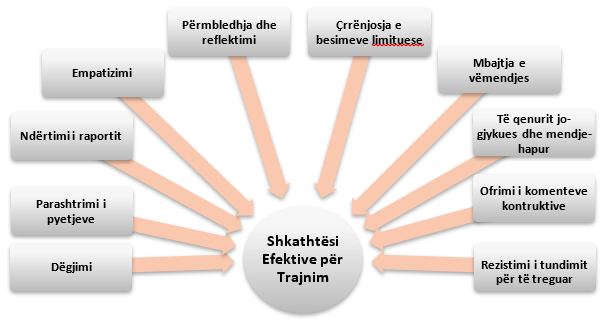 Përmbledhja dhe
reflektimi
Çrrënjosja e
besimeve limituese
Empatizimi
Mbajtja e
vëmendjes
Ndërtimi i raportit
Të qenurit jo-
gjykues dhe mendje-
hapur
Parashtrimi i
pyetjeve
Ofrimi i komenteve
kontruktive
Dëgjimi
Rezistimi i tundimit
për të treguar
Shkathtësi
Efektive për
Trajnim